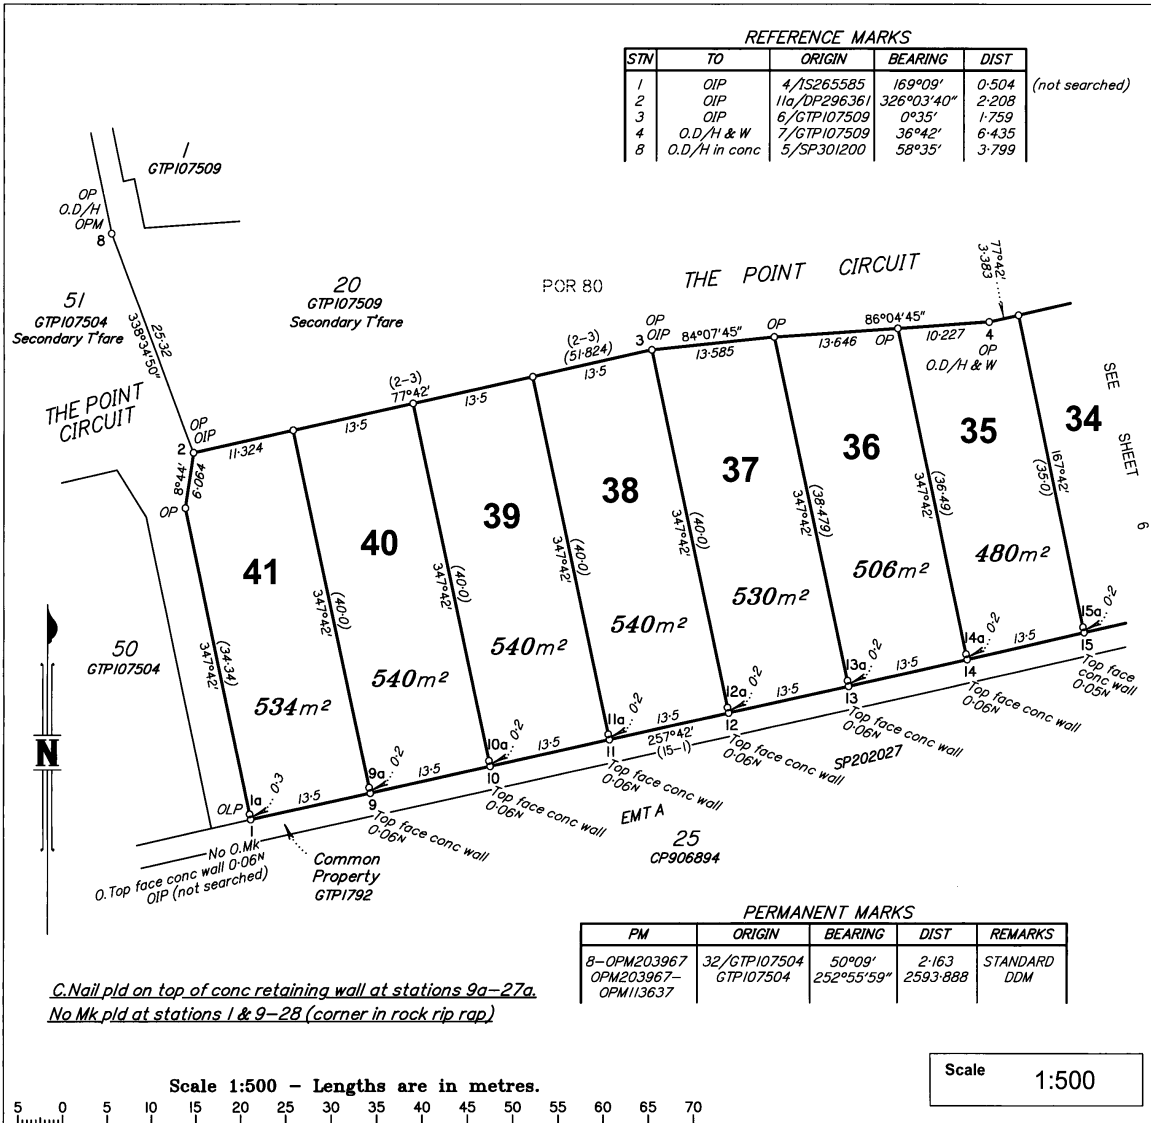 REFERENCE MARKS
STN TO ORIGIN BEARING DIST
1 OIP 4/IS265585 169°09' 0·504 (not searched)
2 OIP 11a/DP296361 326°03'40" 2·208
3 OIP 6/GTP107509 0°35' 1·759
4 O.D/H & W 7/GTP107509 36°42' 6·435
8 O.D/H in conc 5/SP301200 58°35' 3·799
1
GTP107509
OP
O.D/H
OPM
8
51
GTP107504
Secondary T'fare
25·32
338°34'50"
20
GTP107509
Secondary T'fare
POR 80
THE POINT CIRCUIT
77°42'
3·383
THE POINT
CIRCUIT
OP
OIP
2
8°44'
6·064
OP
11·324
13·5
(2-3)
77°42'
13·5
(2-3)
(51·824)
13·5
OP
OIP
3
84°07'45"
13·585
OP
13·646
86°04'45"
OP
10·227
4
OP
O.D/H & W
SEE
SHEET
6
34
35
36
37
38
39
40
41
347°42'
(34·34)
347°42'
(40·0)
347°42'
(40·0)
347°42'
(40·0)
347°42'
(40·0)
347°42'
(38·479)
347°42'
(36·49)
167°42'
(35·0)
480m²
506m²
530m²
540m²
540m²
540m²
534m²
50
GTP107504
N
OLP
1a
0·3
1
13·5
9a
0·2
9
13·5
10a
0·2
10
13·5
11a
0·2
11
13·5
257°42'
(15-1)
12a
0·2
12
13·5
13a
0·2
13
13·5
14a
0·2
14
13·5
15a
0·2
15
Top face
conc wall
0·05N
Top face conc wall
0·06N
Top face conc wall
0·06N
Top face conc wall
0·06N
Top face conc wall
0·06N
Top face conc wall
0·06N
Top face conc wall
0·06N
SP202027
EMT A
25
CP906894
No O.Mk
O.Top face conc wall 0·06N
OIP (not searched)
Common
Property
GTP1792
PERMANENT MARKS
PM ORIGIN BEARING DIST REMARKS
8-OPM203967 32/GTP107504 50°09' 2·163 STANDARD
OPM203967- GTP107504 252°55'59" 2593·888 DDM
OPM113637
C.Nail pld on top of conc retaining wall at stations 9a-27a.
No Mk pld at stations 1 & 9-28 (corner in rock rip rap)
Scale 1:500 – Lengths are in metres.
5 0 5 10 15 20 25 30 35 40 45 50 55 60 65 70
Scale 1:500